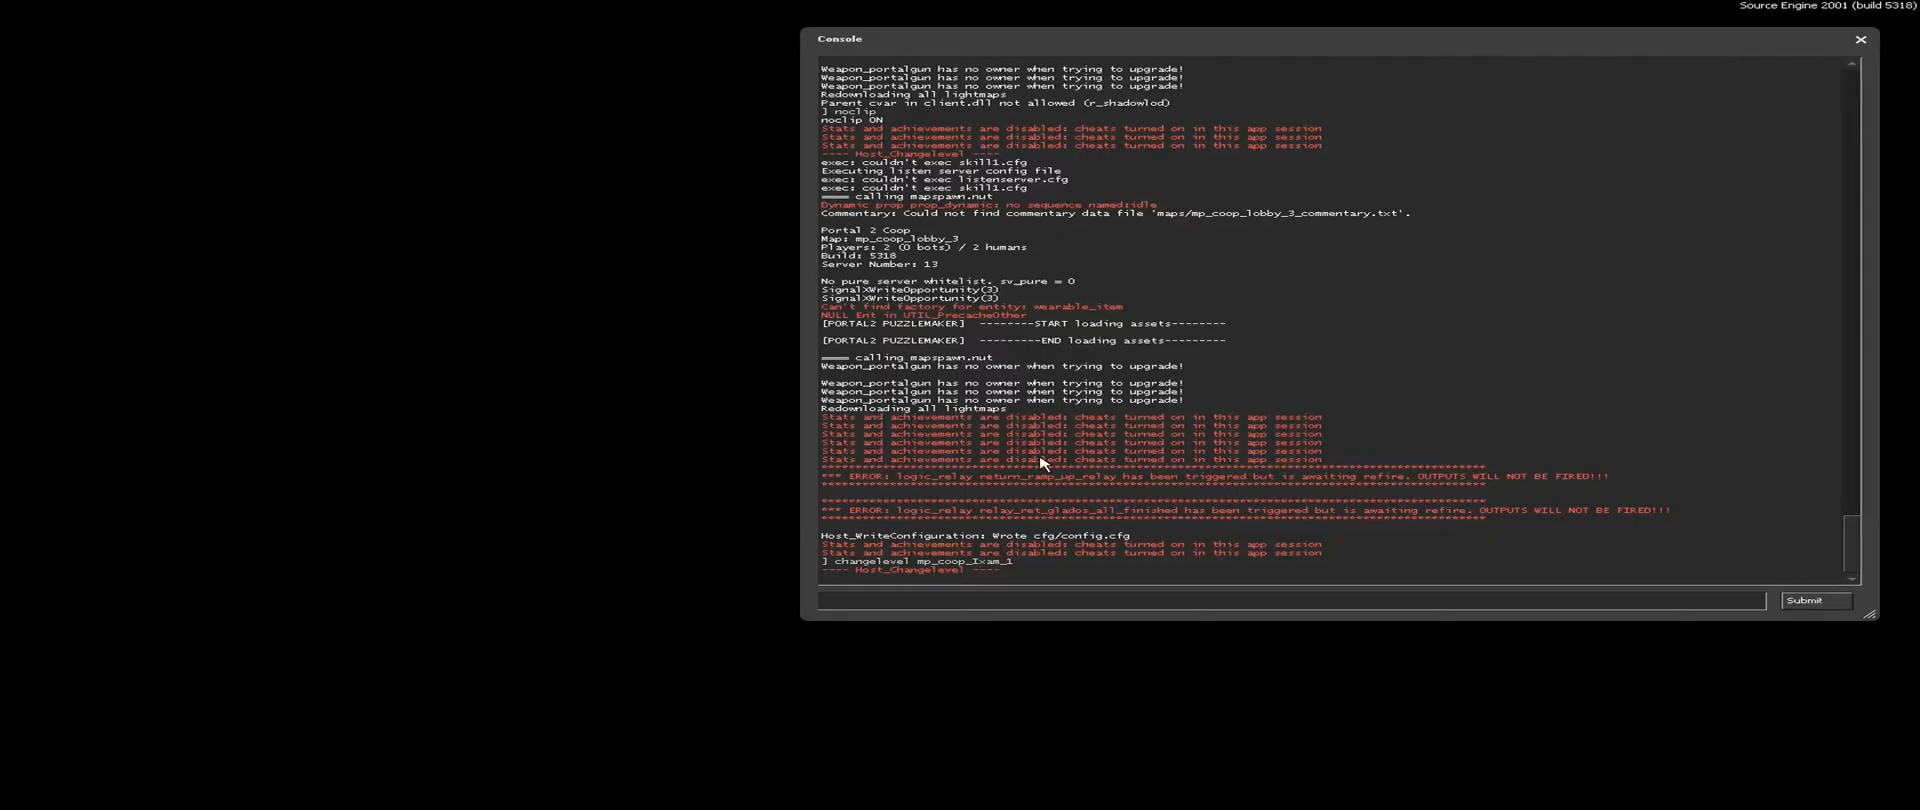 Source Engine 2001 (build 5318)
Console
Weapon_portalgun has no owner when trying to upgrade!
Weapon_portalgun has no owner when trying to upgrade!
Weapon_portalgun has no owner when trying to upgrade!
Redownloading all lightmaps
Parent cvar in client.dll not allowed (r_shadowlod)
] noclip
noclip ON
Stats and achievements are disabled: cheats turned on in this app session
Stats and achievements are disabled: cheats turned on in this app session
Stats and achievements are disabled: cheats turned on in this app session
---- Host_Changelevel ----
exec: couldn't exec skill1.cfg
Executing listen server config file
exec: couldn't exec listenserver.cfg
exec: couldn't exec skill1.cfg
==== calling mapspawn.nut
Dynamic prop prop_dynamic: no sequence named:idle
Commentary: Could not find commentary data file 'maps/mp_coop_lobby_3_commentary.txt'.
Portal 2 Coop
Map: mp_coop_lobby_3
Players: 2 (0 bots) / 2 humans
Build: 5318
Server Number: 13
No pure server whitelist. sv_pure = 0
SignalXWriteOpportunity(3)
SignalXWriteOpportunity(3)
Can't find factory for entity: wearable_item
NULL Ent in UTIL_PrecacheOther
[PORTAL2 PUZZLEMAKER]  --------START loading assets--------
[PORTAL2 PUZZLEMAKER]  ---------END loading assets---------
==== calling mapspawn.nut
Weapon_portalgun has no owner when trying to upgrade!
Weapon_portalgun has no owner when trying to upgrade!
Weapon_portalgun has no owner when trying to upgrade!
Weapon_portalgun has no owner when trying to upgrade!
Redownloading all lightmaps
Stats and achievements are disabled: cheats turned on in this app session
Stats and achievements are disabled: cheats turned on in this app session
Stats and achievements are disabled: cheats turned on in this app session
Stats and achievements are disabled: cheats turned on in this app session
Stats and achievements are disabled: cheats turned on in this app session
Stats and achievements are disabled: cheats turned on in this app session
*** ERROR: logic_relay return_ramp_up_relay has been triggered but is awaiting refire. OUTPUTS WILL NOT BE FIRED!!!
*** ERROR: logic_relay relay_ret_glados_all_finished has been triggered but is awaiting refire. OUTPUTS WILL NOT BE FIRED!!!
Host_WriteConfiguration: Wrote cfg/config.cfg
Stats and achievements are disabled: cheats turned on in this app session
Stats and achievements are disabled: cheats turned on in this app session
] changelevel mp_coop_Ixam_1
---- Host_Changelevel ----
Submit